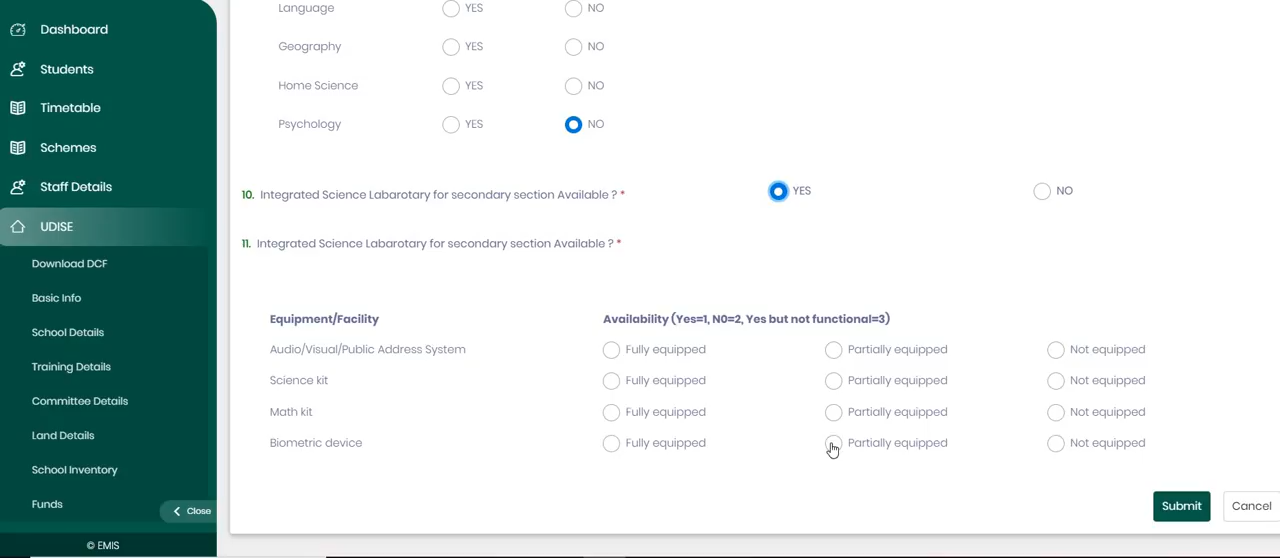 Dashboard
Students
Timetable
Schemes
Staff Details
UDISE
Download DCF
Basic Info
School Details
Training Details
Committee Details
Land Details
School Inventory
Funds
Close
© EMIS
Language YES NO
Geography YES NO
Home Science YES NO
Psychology YES NO
10. Integrated Science Labarotary for secondary section Available ? * YES NO
11. Integrated Science Labarotary for secondary section Available ? *
Equipment/Facility Availability (Yes=1, N0=2, Yes but not functional=3)
Audio/Visual/Public Address System Fully equipped Partially equipped Not equipped
Science kit Fully equipped Partially equipped Not equipped
Math kit Fully equipped Partially equipped Not equipped
Biometric device Fully equipped Partially equipped Not equipped
Submit Cancel